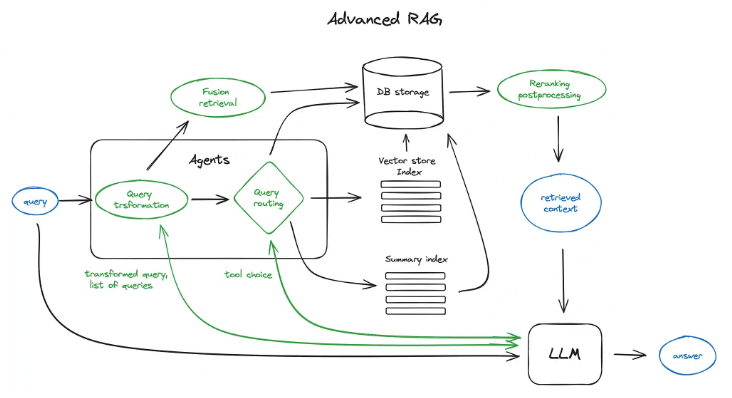 Advanced RAG
Fusion
retrieval
DB storage
Reranking
postprocessing
Agents
Vector store
Index
query
Query
trsformation
Query
routing
retrieved
context
Summary index
transformed query,
list of queries
tool choice
LLM
answer